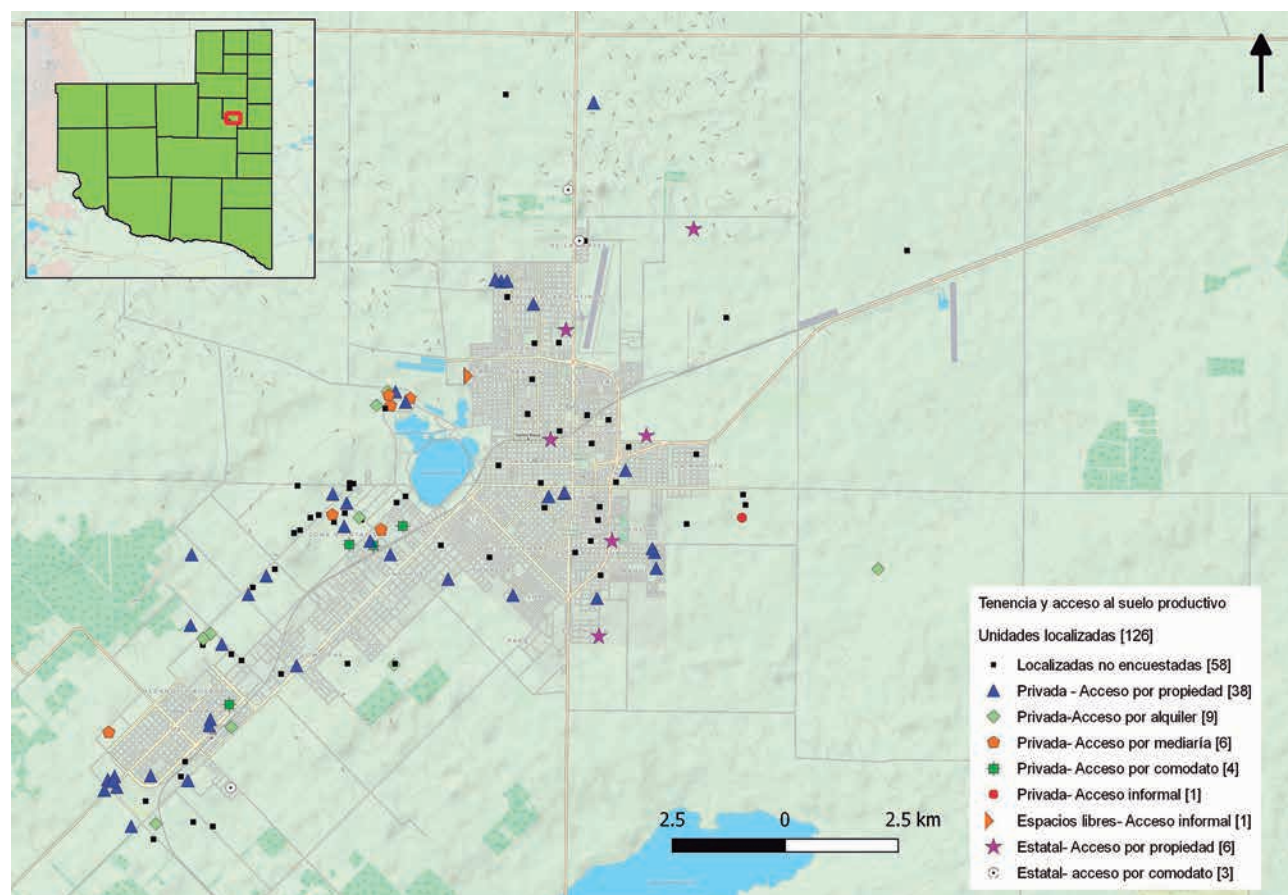 Tenencia y acceso al suelo productivo
Unidades localizadas [126]
Localizadas no encuestadas [58]
Privada - Acceso por propiedad [38]
Privada-Acceso por alquiler [9]
Privada- Acceso por mediaría [6]
Privada- Acceso por comodato [4]
Privada- Acceso informal [1]
Espacios libres- Acceso informal [1]
Estatal- Acceso por propiedad [6]
Estatal- acceso por comodato [3]
2.5 0 2.5 km